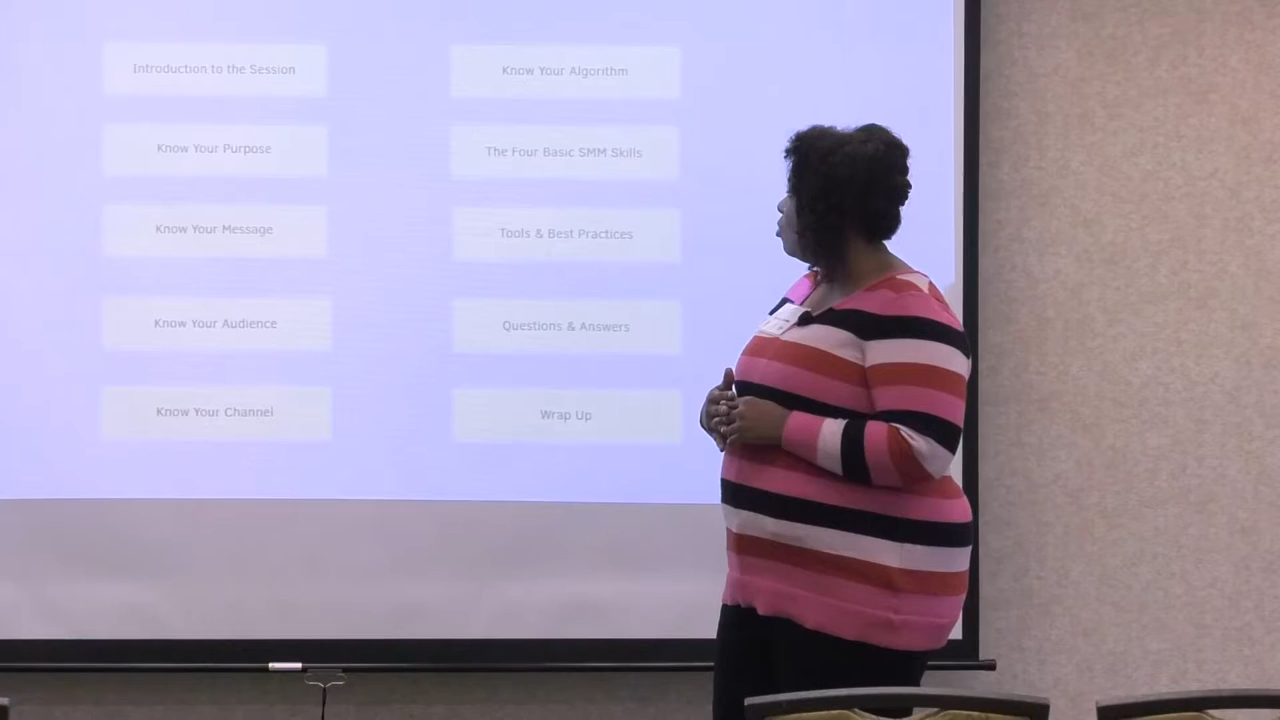 Introduction to the Session
Know Your Purpose
Know Your Message
Know Your Audience
Know Your Channel
Know Your Algorithm
The Four Basic SMM Skills
Tools & Best Practices
Questions & Answers
Wrap Up